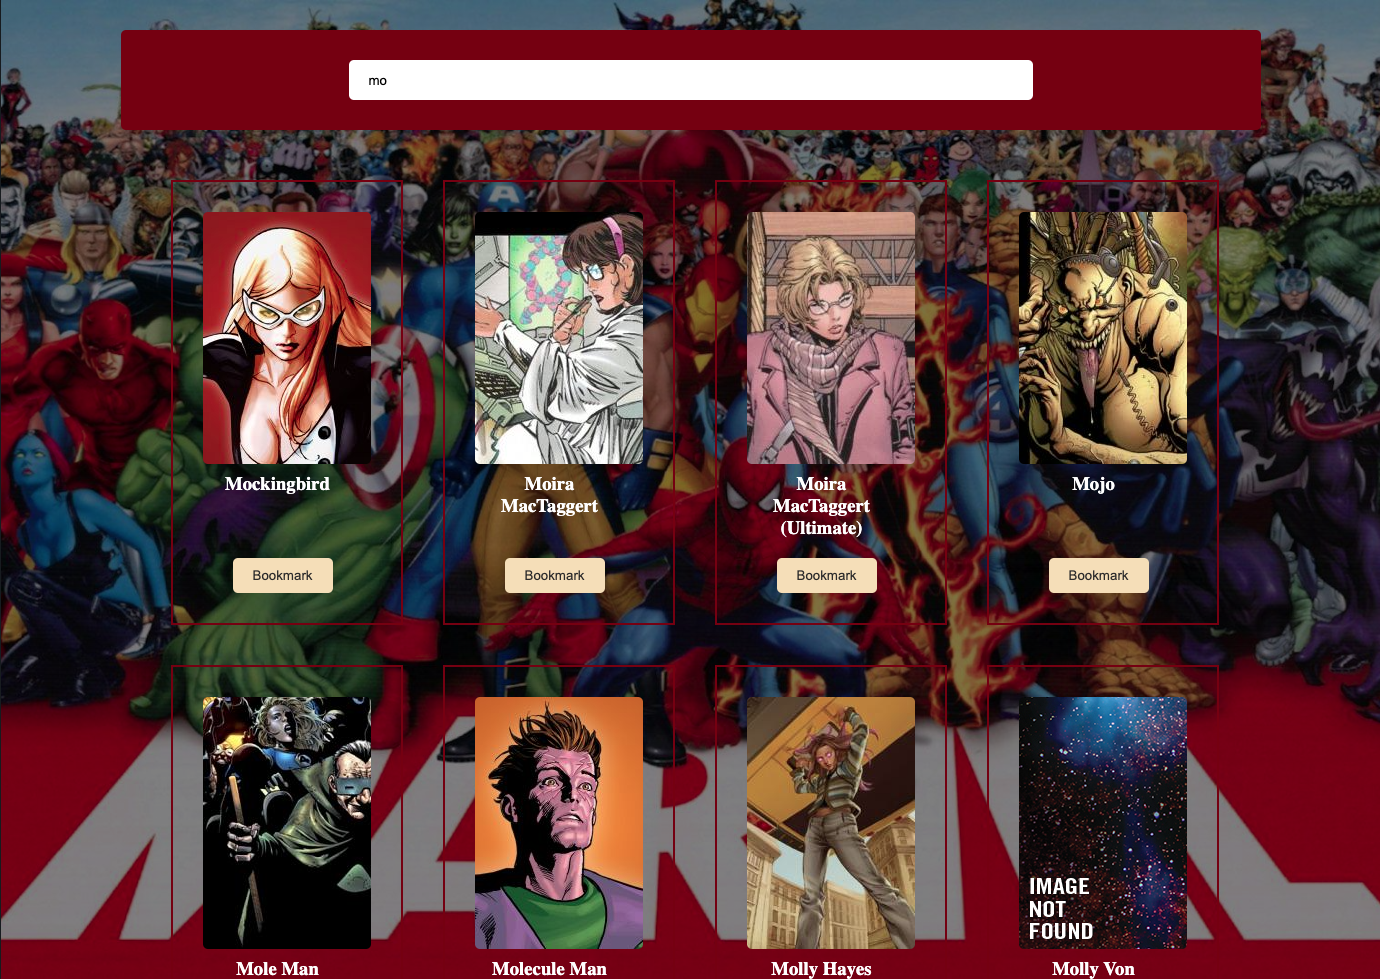 mo
Mockingbird
Moira
MacTaggert
Moira
MacTaggert
(Ultimate)
Mojo
Bookmark
Bookmark
Bookmark
Bookmark
IMAGE
NOT
FOUND
Mole Man
Molecule Man
Molly Hayes
Molly Von